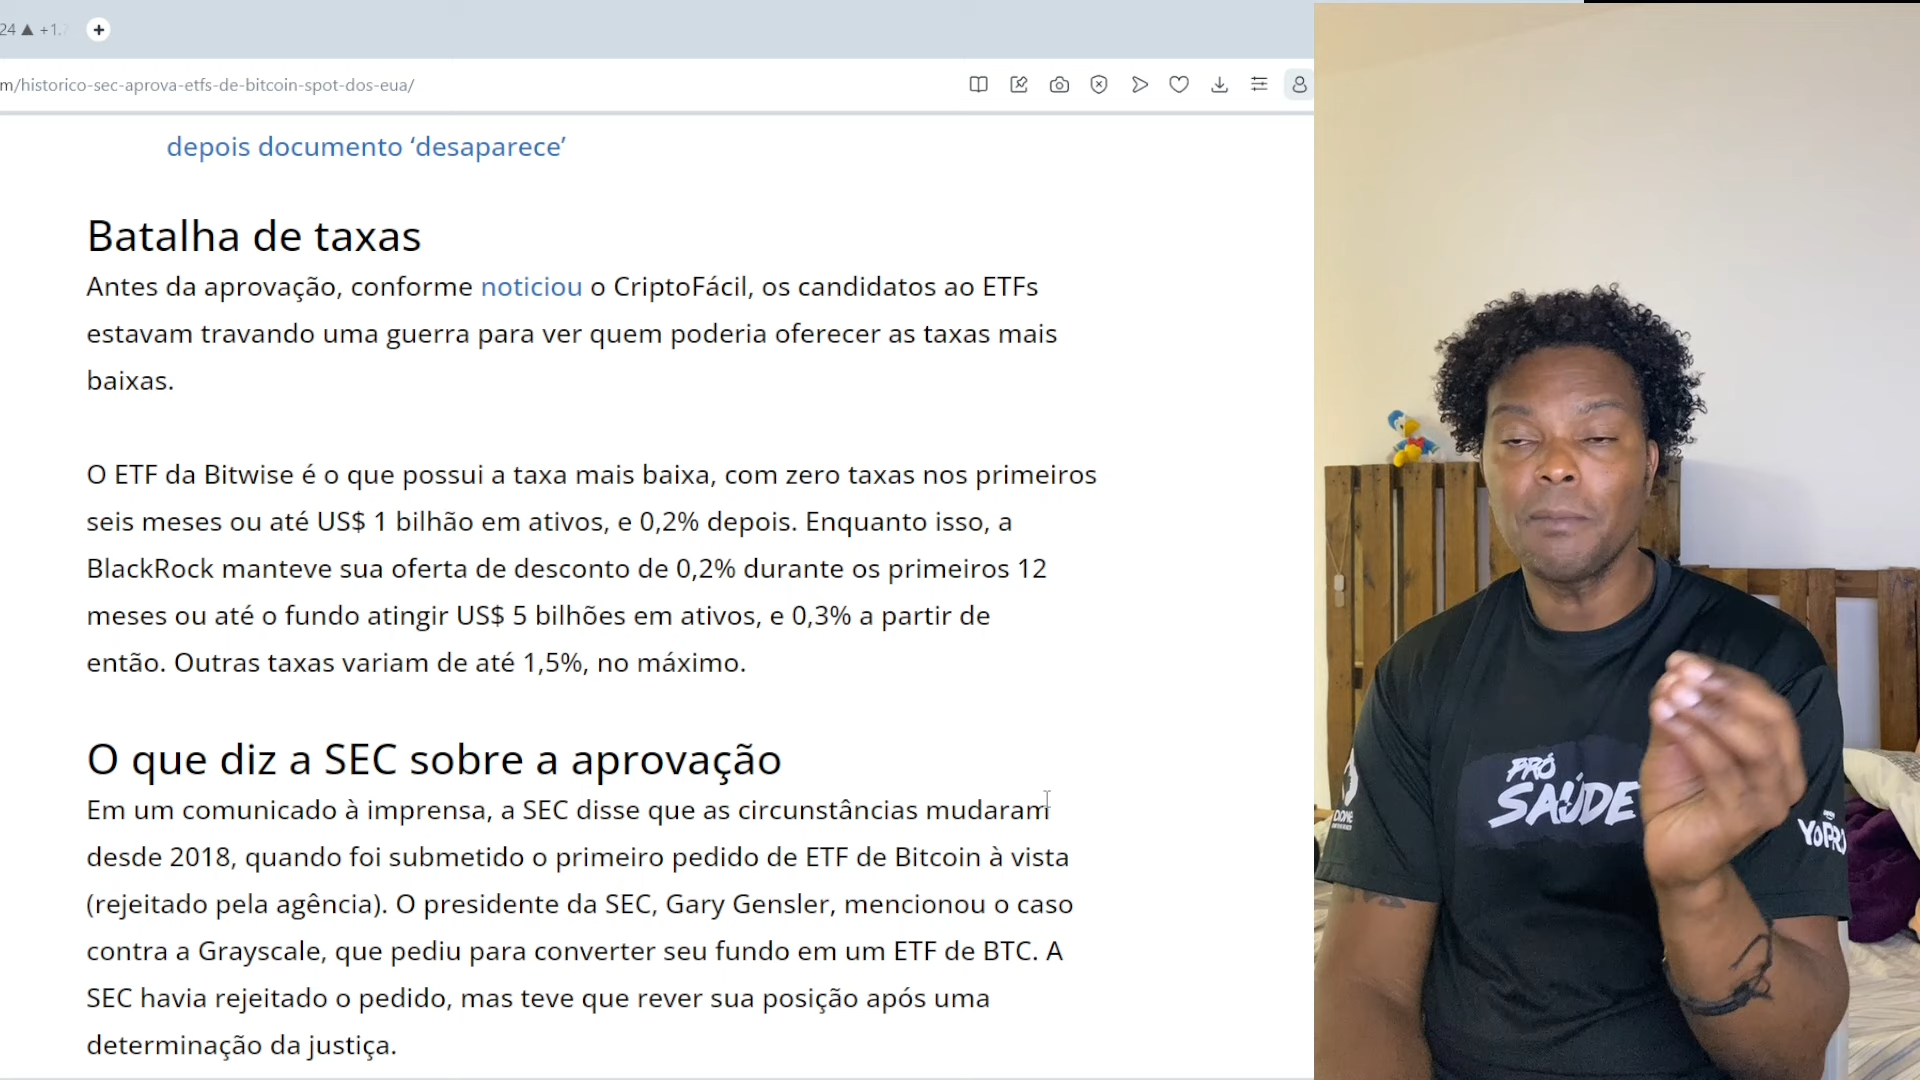 24 ▲ +1.
m/historico-sec-aprova-etfs-de-bitcoin-spot-dos-eua/
depois documento ‘desaparece’
Batalha de taxas
Antes da aprovação, conforme noticiou o CriptoFácil, os candidatos ao ETFs
estavam travando uma guerra para ver quem poderia oferecer as taxas mais
baixas.
O ETF da Bitwise é o que possui a taxa mais baixa, com zero taxas nos primeiros
seis meses ou até US$ 1 bilhão em ativos, e 0,2% depois. Enquanto isso, a
BlackRock manteve sua oferta de desconto de 0,2% durante os primeiros 12
meses ou até o fundo atingir US$ 5 bilhões em ativos, e 0,3% a partir de
então. Outras taxas variam de até 1,5%, no máximo.
O que diz a SEC sobre a aprovação
Em um comunicado à imprensa, a SEC disse que as circunstâncias mudaram
desde 2018, quando foi submetido o primeiro pedido de ETF de Bitcoin à vista
(rejeitado pela agência). O presidente da SEC, Gary Gensler, mencionou o caso
contra a Grayscale, que pediu para converter seu fundo em um ETF de BTC. A
SEC havia rejeitado o pedido, mas teve que rever sua posição após uma
determinação da justiça.
PRÓ
SAÚDE
YOPRO